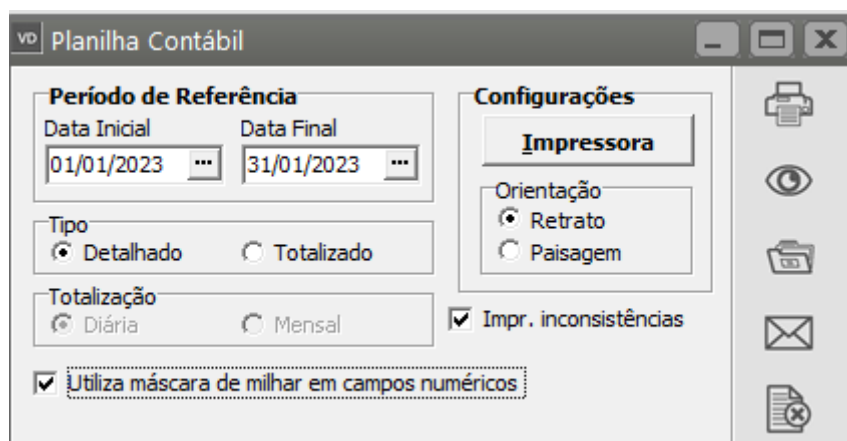 VD Planilha Contábil
Período de Referência
Data Inicial Data Final
01/01/2023 ... 31/01/2023 ...
Tipo
Detalhado Totalizado
Totalização
Diária Mensal
Utiliza máscara de milhar em campos numéricos
Configurações
Impressora
Orientação
Retrato
Paisagem
Impr. inconsistências